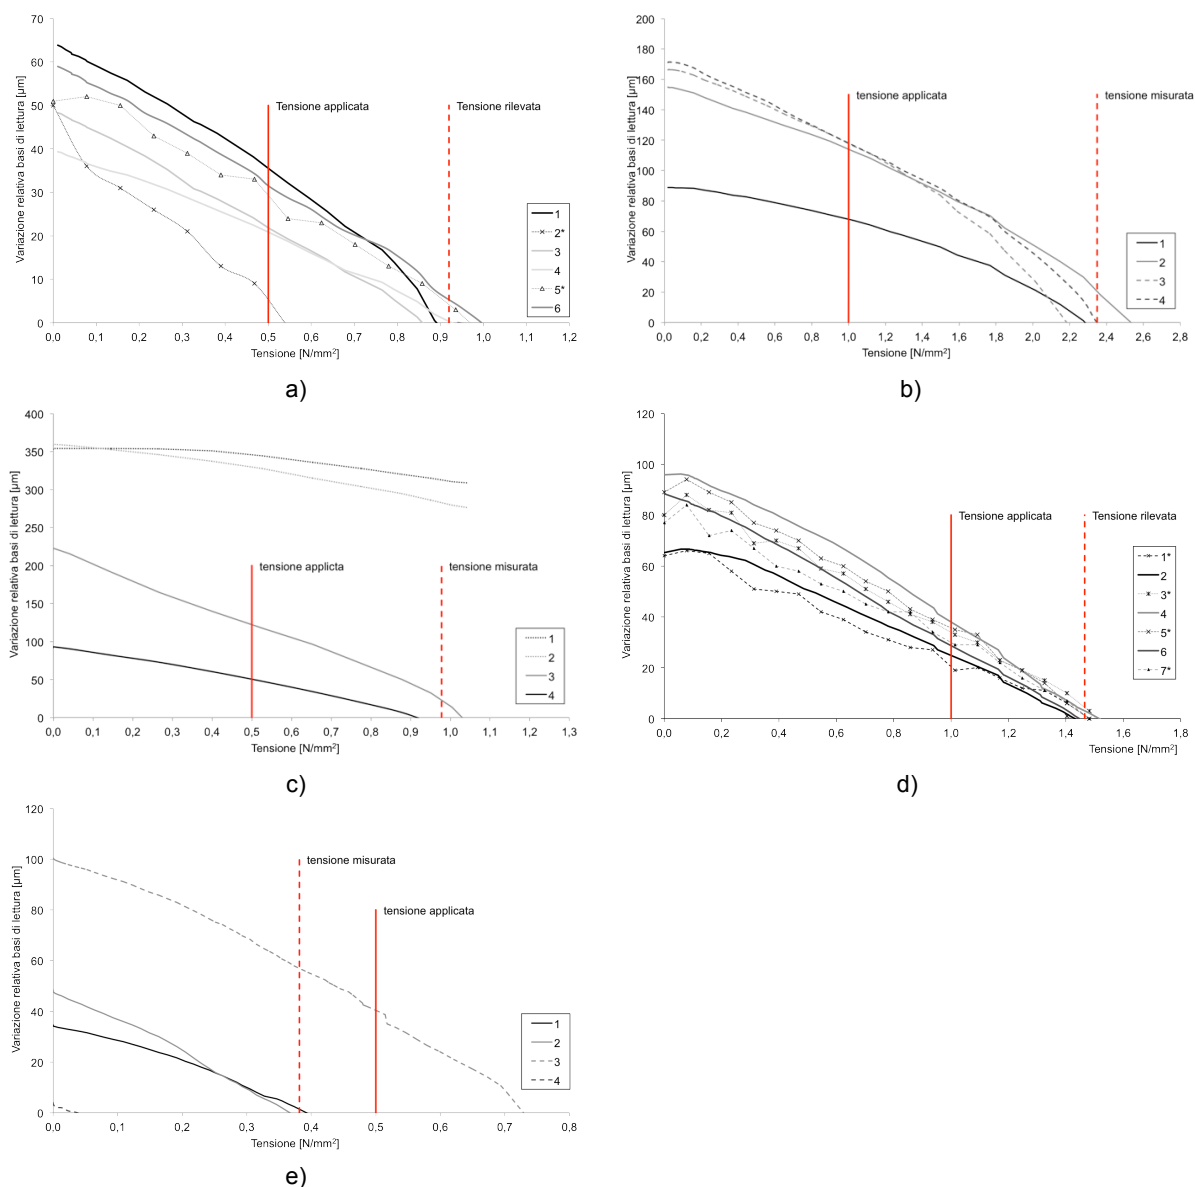 70
60
50
40
30
20
10
0
Variazione relativa basi di lettura [µm]
Tensione applicata
Tensione rilevata
1
2*
3
4
5*
6
0,0 0,1 0,2 0,3 0,4 0,5 0,6 0,7 0,8 0,9 1,0 1,1 1,2
Tensione [N/mm²]
a)
200
180
160
140
120
100
80
60
40
20
0
Variazione relativa basi di lettura [µm]
tensione applicata
tensione misurata
1
2
3
4
0,0 0,2 0,4 0,6 0,8 1,0 1,2 1,4 1,6 1,8 2,0 2,2 2,4 2,6 2,8
Tensione [N/mm²]
b)
400
350
300
250
200
150
100
50
0
Variazione relativa basi di lettura [µm]
tensione applicta
tensione misurata
1
2
3
4
0,0 0,1 0,2 0,3 0,4 0,5 0,6 0,7 0,8 0,9 1,0 1,1 1,2 1,3
Tensione [N/mm²]
c)
120
100
80
60
40
20
0
Variazione relativa basi di lettura [µm]
Tensione applicata
Tensione rilevata
1*
2
3*
4
5*
6
7*
0,0 0,2 0,4 0,6 0,8 1,0 1,2 1,4 1,6 1,8
Tensione [N/mm²]
d)
120
100
80
60
40
20
0
Variazione relativa basi di lettura [µm]
tensione misurata
tensione applicata
1
2
3
4
0,0 0,1 0,2 0,3 0,4 0,5 0,6 0,7 0,8
Tensione [N/mm²]
e)